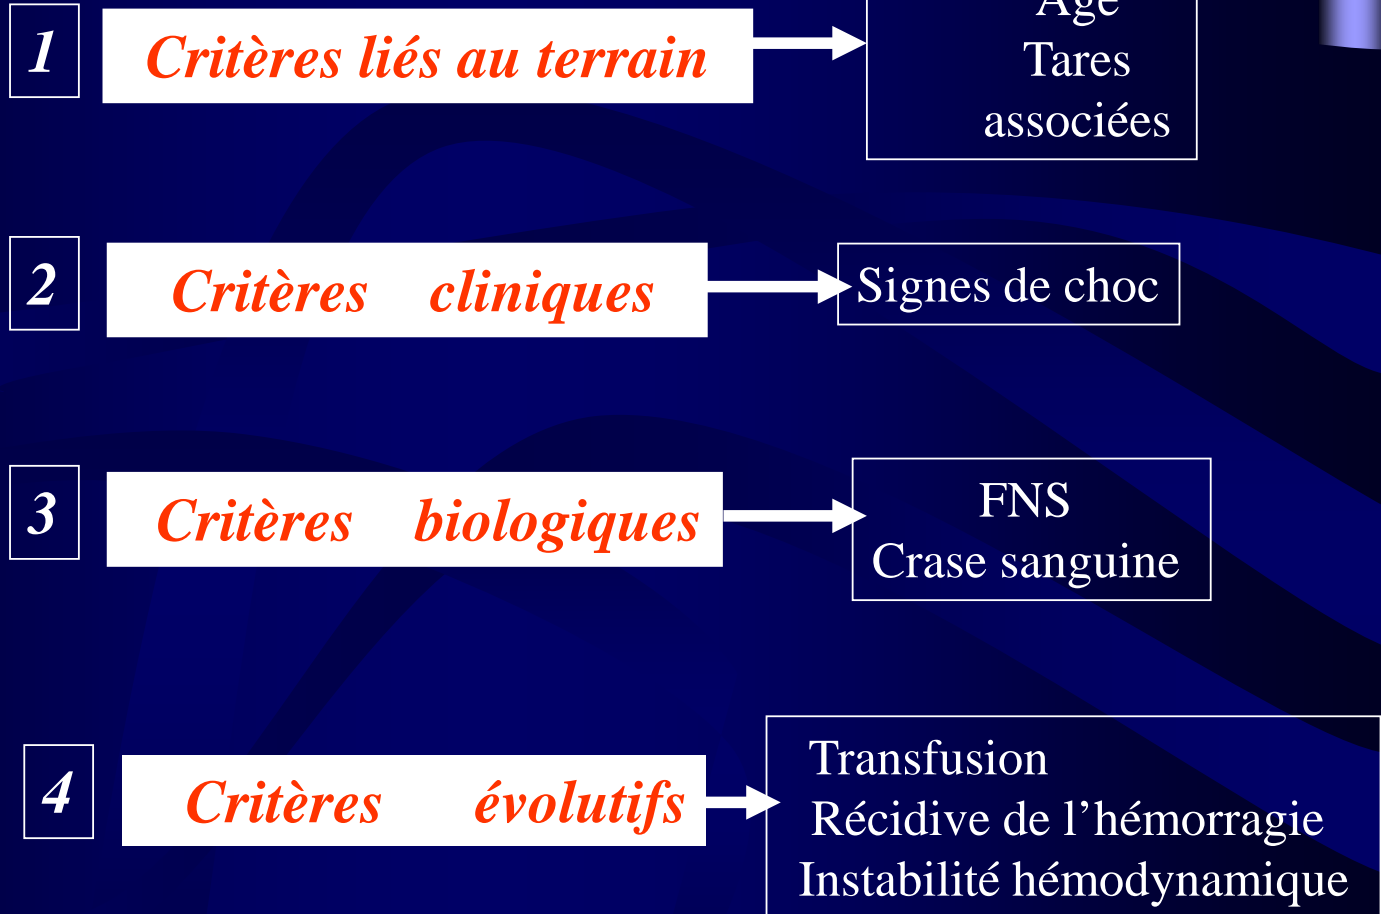 1
Critères liés au terrain
Age
Tares
associées
2
Critères cliniques
Signes de choc
3
Critères biologiques
FNS
Crase sanguine
4
Critères évolutifs
Transfusion
Récidive de l’hémorragie
Instabilité hémodynamique